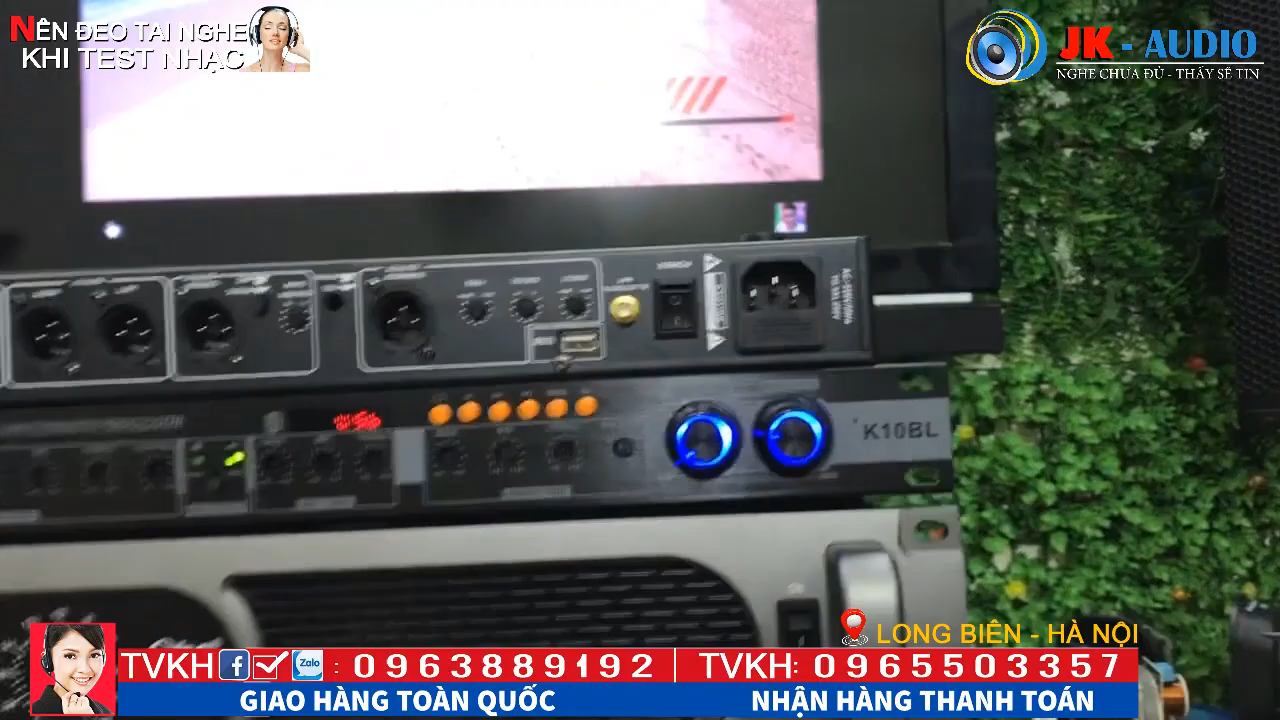 NÊN ĐEO TAI NGHE
KHI TEST NHẠC
JK - AUDIO
NGHE CHƯA ĐỦ - THẤY SẼ TIN
K10BL
LONG BIÊN - HÀ NỘI
TVKH Zalo : 0963889192 | TVKH: 0965503357
GIAO HÀNG TOÀN QUỐC NHẬN HÀNG THANH TOÁN